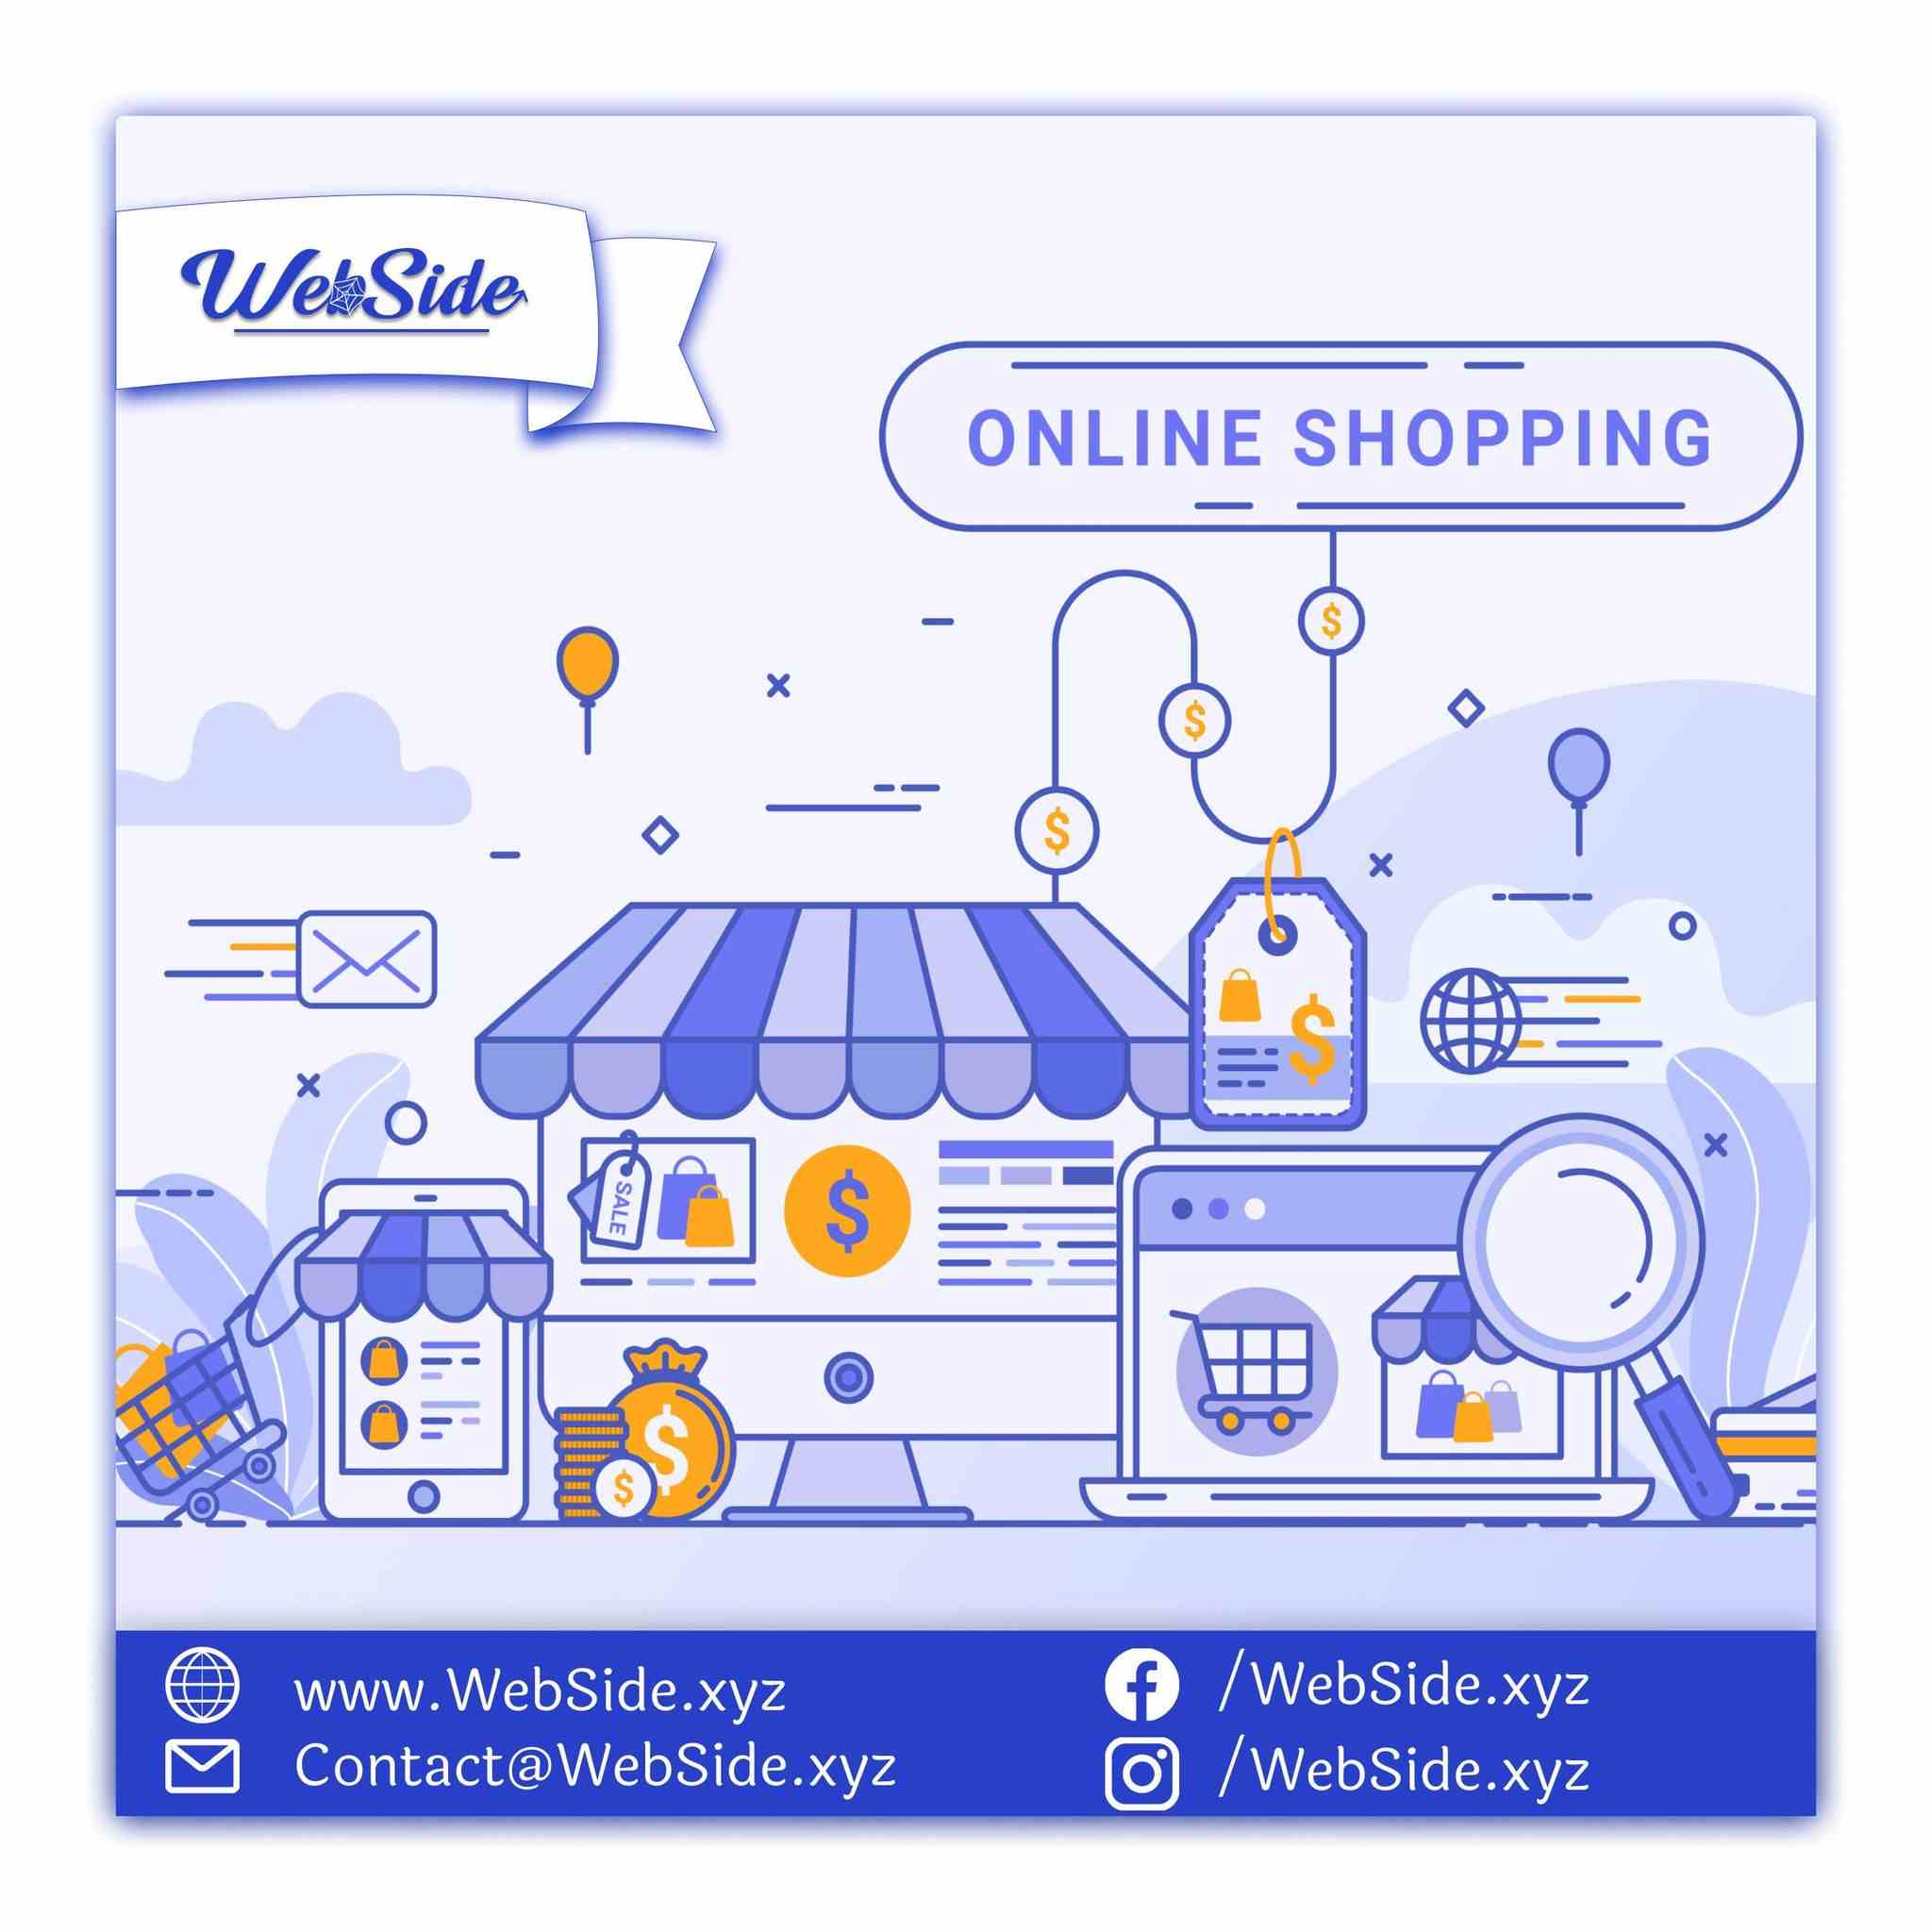 WebSide
ONLINE SHOPPING
$
$
$
$
SALE
$
$
$
www.WebSide.xyz
Contact@WebSide.xyz
/WebSide.xyz
/WebSide.xyz